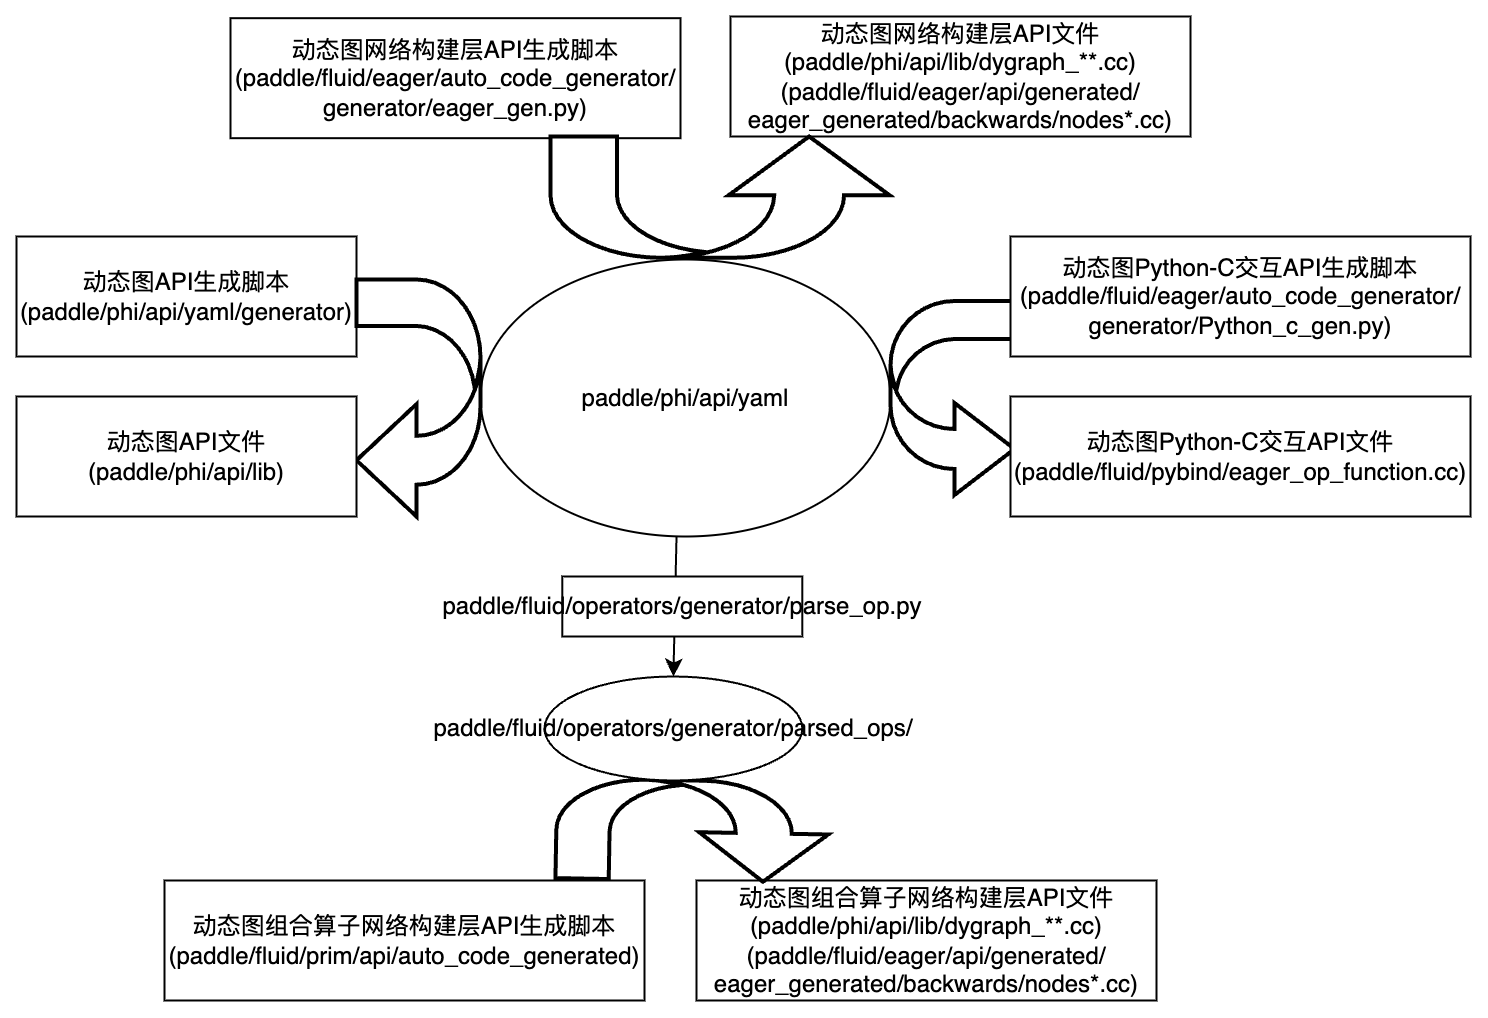 动态图网络构建层API生成脚本
(paddle/fluid/eager/auto_code_generator/
generator/eager_gen.py)
动态图网络构建层API文件
(paddle/phi/api/lib/dygraph_**.cc)
(paddle/fluid/eager/api/generated/
eager_generated/backwards/nodes*.cc)
动态图API生成脚本
(paddle/phi/api/yaml/generator)
动态图Python-C交互API生成脚本
(paddle/fluid/eager/auto_code_generator/
generator/Python_c_gen.py)
paddle/phi/api/yaml
动态图API文件
(paddle/phi/api/lib)
动态图Python-C交互API文件
(paddle/fluid/pybind/eager_op_function.cc)
paddle/fluid/operators/generator/parse_op.py
paddle/fluid/operators/generator/parsed_ops/
动态图组合算子网络构建层API生成脚本
(paddle/fluid/prim/api/auto_code_generated)
动态图组合算子网络构建层API文件
(paddle/phi/api/lib/dygraph_**.cc)
(paddle/fluid/eager/api/generated/
eager_generated/backwards/nodes*.cc)